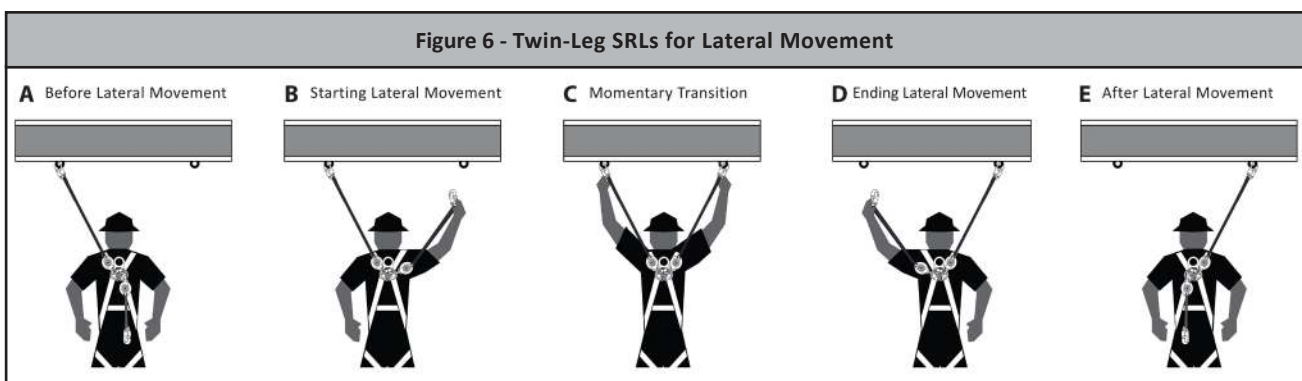 Figure 6 - Twin-Leg SRLs for Lateral Movement
A Before Lateral Movement
B Starting Lateral Movement
C Momentary Transition
D Ending Lateral Movement
E After Lateral Movement